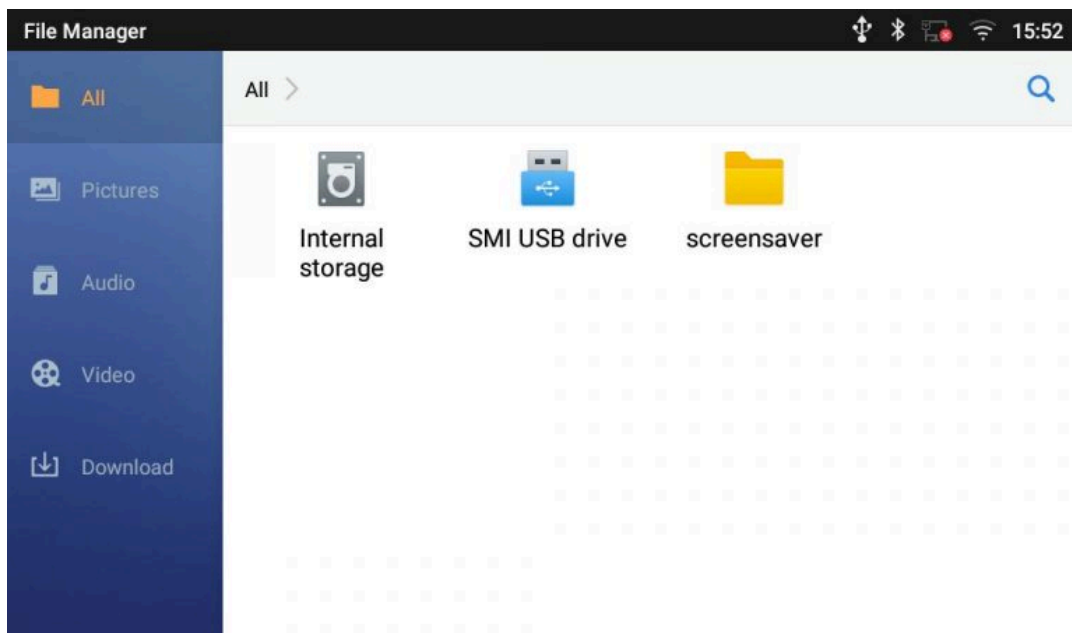 File Manager
15:52
All
All
Pictures
Audio
Video
Download
Internal
storage
SMI USB drive
screensaver